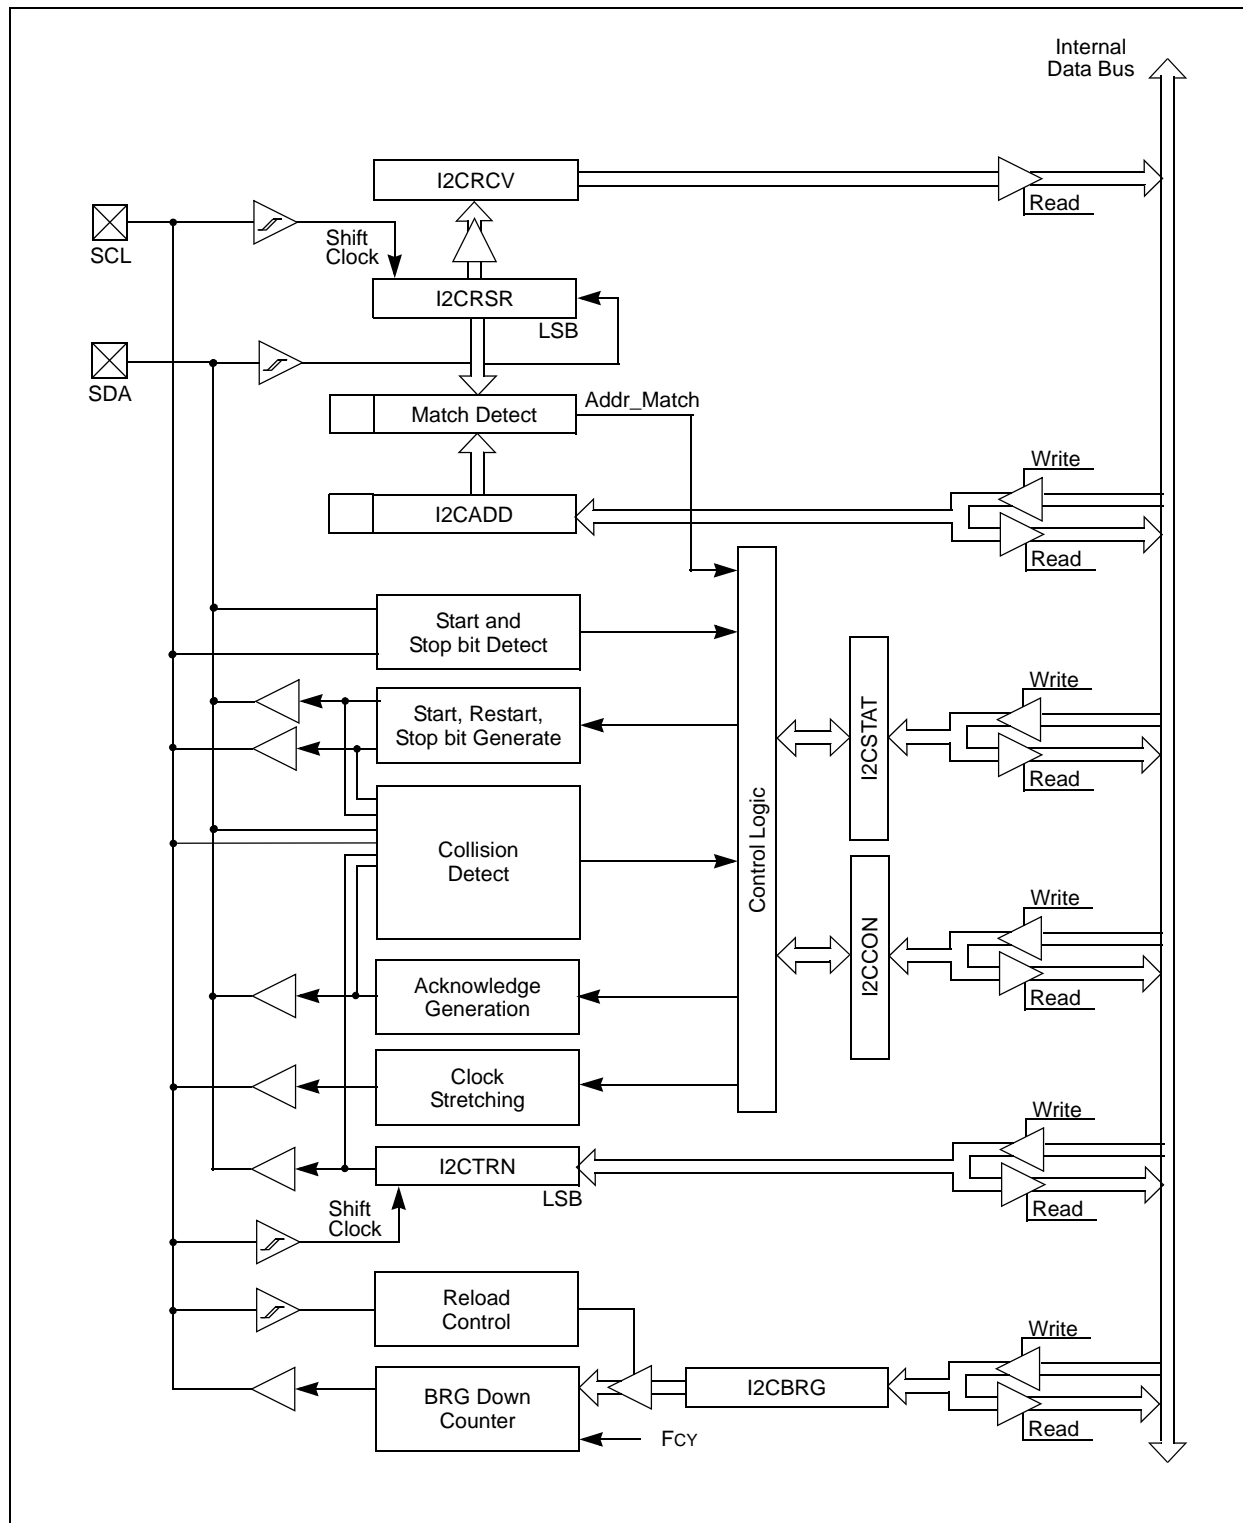 Internal
Data Bus
I2CRCV
Read
SCL
Shift
Clock
I2CRSR
LSB
SDA
Match Detect
Addr_Match
Write
I2CADD
Read
Start and
Stop bit Detect
Start, Restart,
Stop bit Generate
Write
I2CSTAT
Read
Collision
Detect
Control Logic
Write
I2CCON
Read
Acknowledge
Generation
Clock
Stretching
Write
I2CTRN
LSB
Read
Shift
Clock
Reload
Control
Write
I2CBRG
BRG Down
Counter
Read
FCY